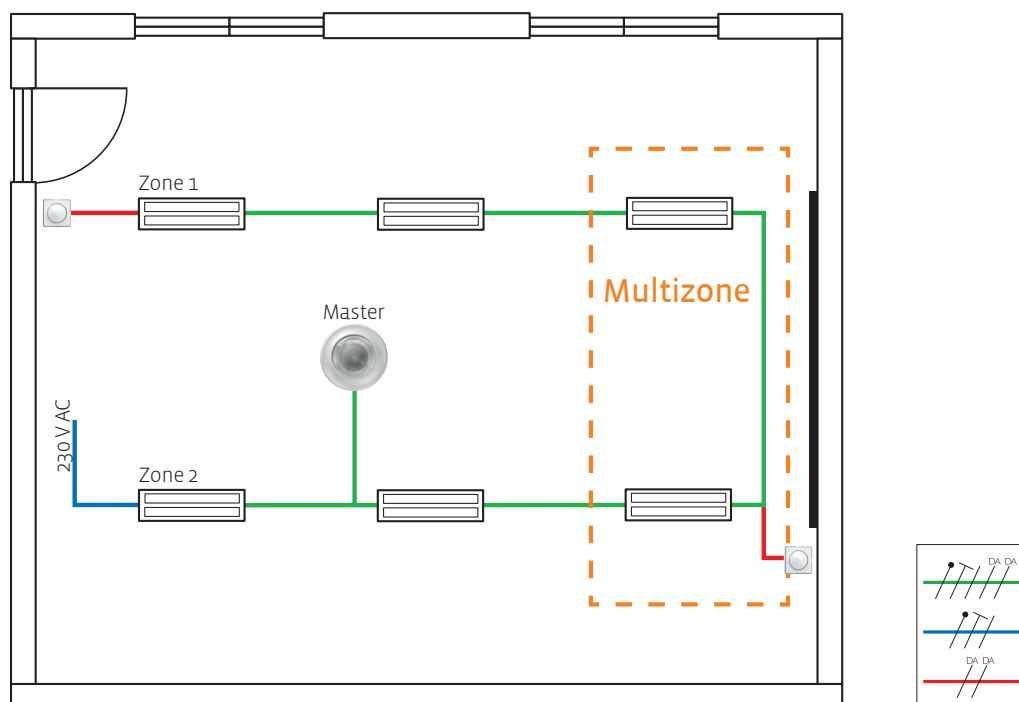 Zone 1
Multizone
Master
230 V AC
Zone 2
DA DA
DA DA